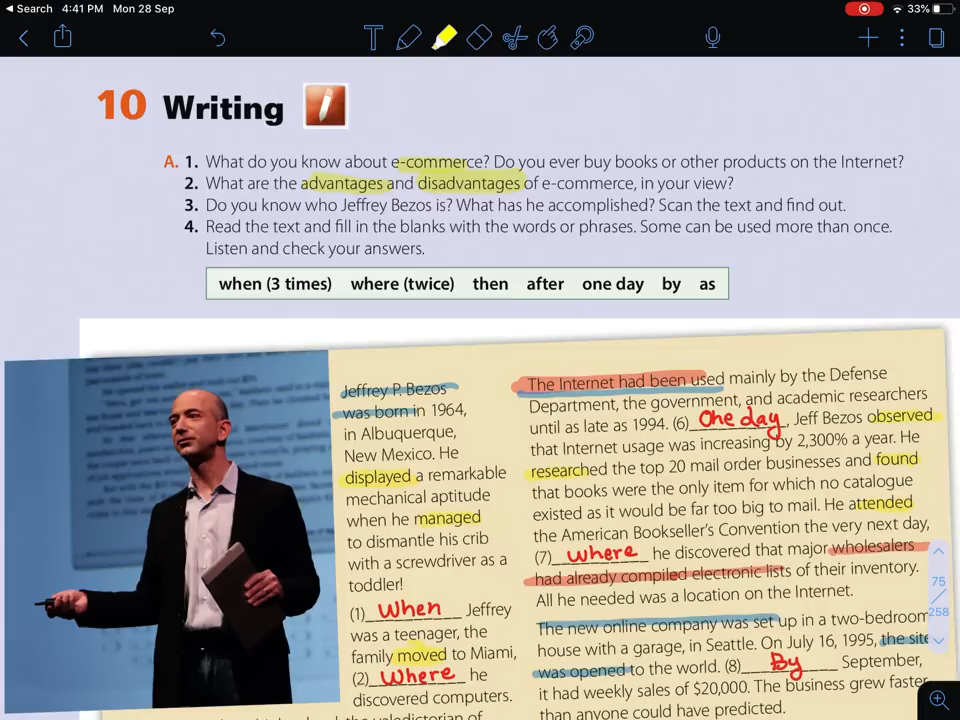 Search 4:41 PM Mon 28 Sep
33%
10 Writing
A. 1. What do you know about e-commerce? Do you ever buy books or other products on the Internet?
2. What are the advantages and disadvantages of e-commerce, in your view?
3. Do you know who Jeffrey Bezos is? What has he accomplished? Scan the text and find out.
4. Read the text and fill in the blanks with the words or phrases. Some can be used more than once.
Listen and check your answers.
when (3 times) where (twice) then after one day by as
Jeffrey P. Bezos
was born in 1964,
in Albuquerque,
New Mexico. He
displayed a remarkable
mechanical aptitude
when he managed
to dismantle his crib
with a screwdriver as a
toddler!
(1) When Jeffrey
was a teenager, the
family moved to Miami,
(2) Where he
discovered computers.
the valedictorian of
The Internet had been used mainly by the Defense
Department, the government, and academic researchers
until as late as 1994. (6) One day, Jeff Bezos observed
that Internet usage was increasing by 2,300% a year. He
researched the top 20 mail order businesses and found
that books were the only item for which no catalogue
existed as it would be far too big to mail. He attended
the American Bookseller's Convention the very next day,
(7) where he discovered that major wholesalers
had already compiled electronic lists of their inventory.
All he needed was a location on the Internet.
The new online company was set up in a two-bedroom
house with a garage, in Seattle. On July 16, 1995, the site
was opened to the world. (8) By September,
it had weekly sales of $20,000. The business grew faster
than anyone could have predicted.
75
258